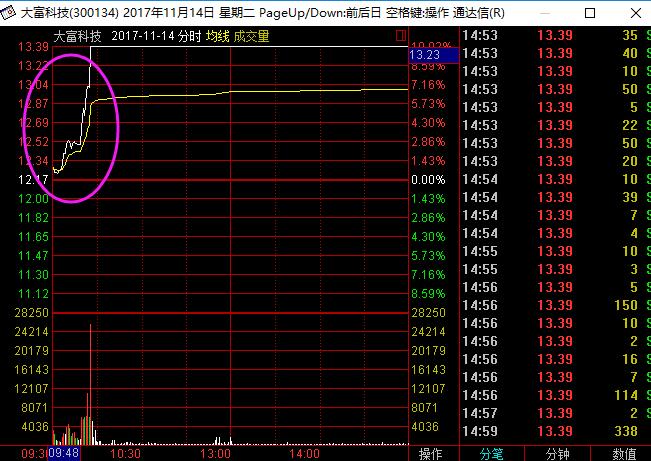 大富科技(300134) 2017年11月14日 星期二 PageUp/Down:前后日 空格键:操作 通达信(R)
大富科技 2017-11-14 分时 均线 成交量
13.39 10.02%
13.23
13.22 8.59%
13.04 7.16%
12.87 5.73%
12.69 4.30%
12.52 2.86%
12.34 1.43%
12.17 0.00%
12.00 1.43%
11.82 2.86%
11.65 4.30%
11.47 5.73%
11.30 7.16%
11.12 8.59%
28250 28250
24214 24214
20179 20179
16143 16143
12107 12107
8071 8071
4036 4036
09:30 09:48 10:30 13:00 14:00
14:53 13.39 35 S
14:53 13.39 40 S
14:53 13.39 10 S
14:53 13.39 50 S
14:53 13.39 5 S
14:53 13.39 22 S
14:53 13.39 50 S
14:53 13.39 20 S
14:54 13.39 10 S
14:54 13.39 39 S
14:54 13.39 7 S
14:54 13.39 4 S
14:55 13.39 10 S
14:55 13.39 3 S
14:56 13.39 5 S
14:56 13.39 150 S
14:56 13.39 10 S
14:56 13.39 2 S
14:56 13.39 16 S
14:56 13.39 7 S
14:56 13.39 114 S
14:57 13.39 2 S
14:59 13.39 338
操作 分笔 分钟 数值